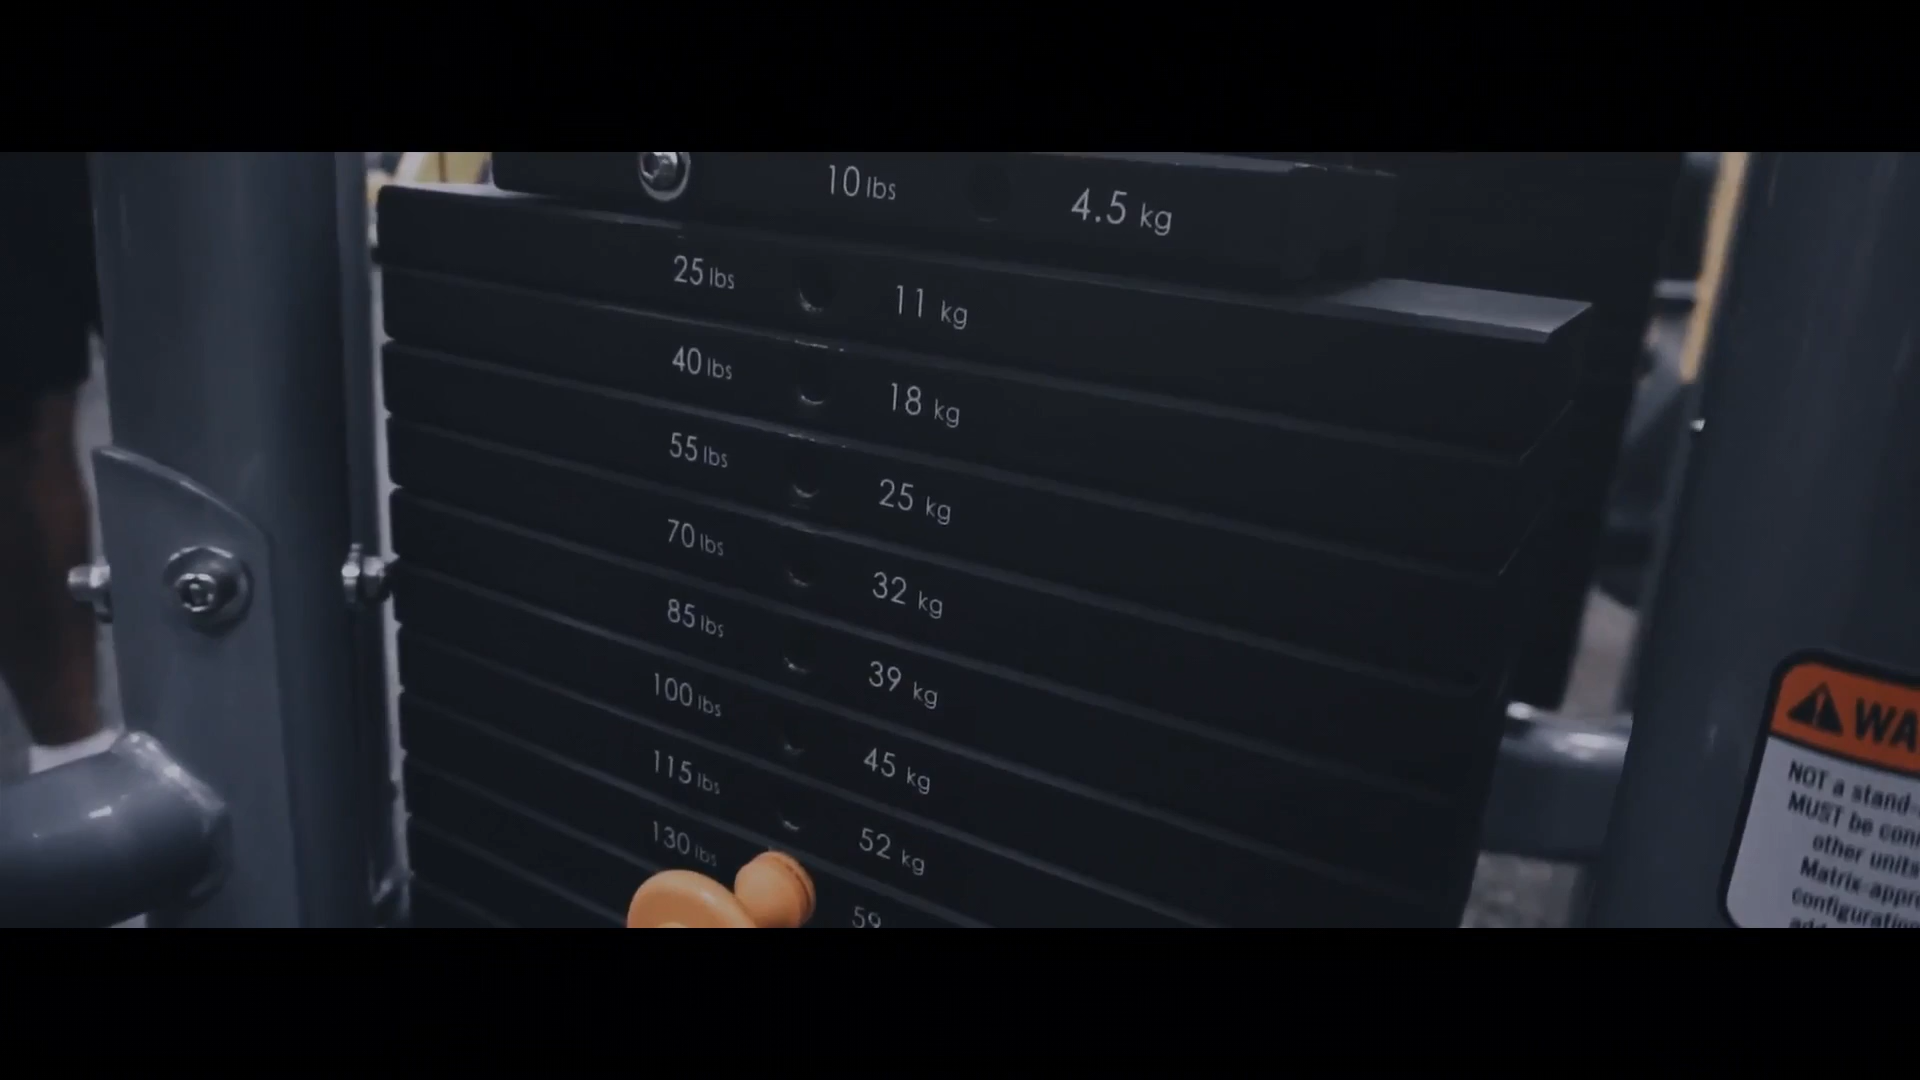 10 lbs 4.5 kg
25 lbs 11 kg
40 lbs 18 kg
55 lbs 25 kg
70 lbs 32 kg
85 lbs 39 kg
100 lbs 45 kg
115 lbs 52 kg
130 lbs 59
WA
NOT a stand-
MUST be con
other units
Matrix-appro
configuration